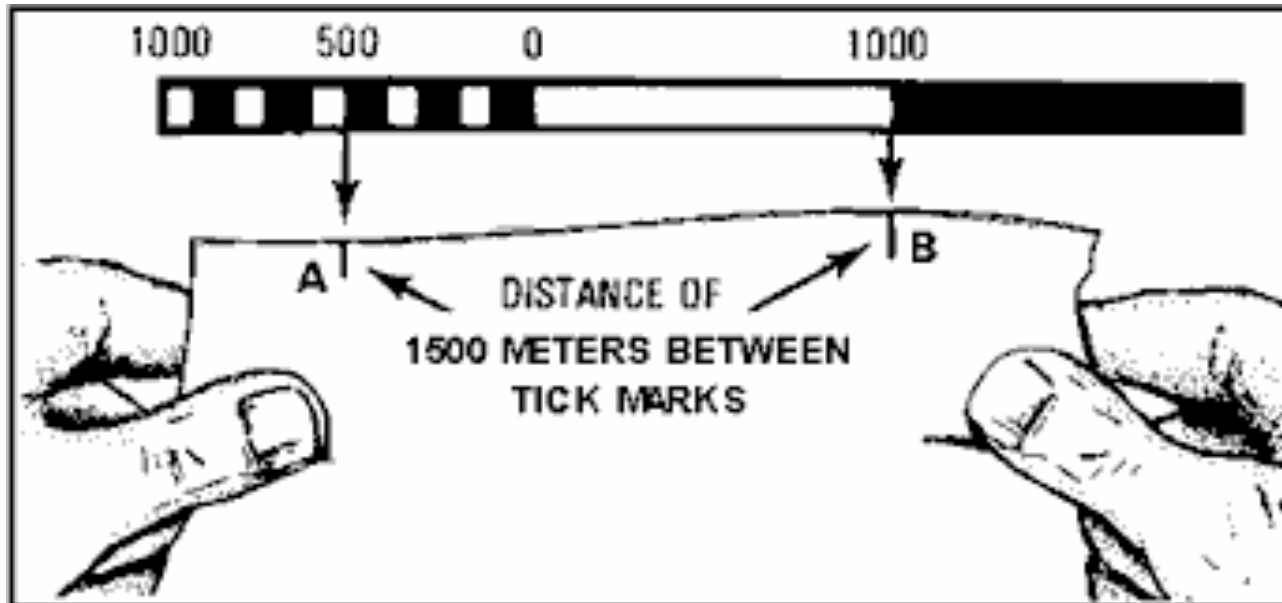 1000 500 0 1000
A B
DISTANCE OF
1500 METERS BETWEEN
TICK MARKS